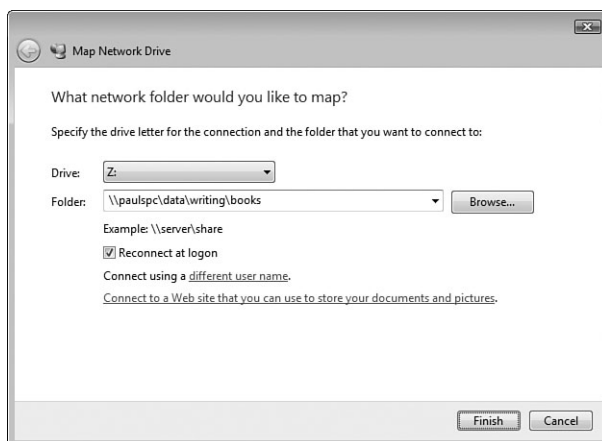 Map Network Drive
What network folder would you like to map?
Specify the drive letter for the connection and the folder that you want to connect to:
Drive: Z:
Folder: \\paulspc\data\writing\books Browse...
Example: \\server\share
Reconnect at logon
Connect using a different user name.
Connect to a Web site that you can use to store your documents and pictures.
Finish Cancel